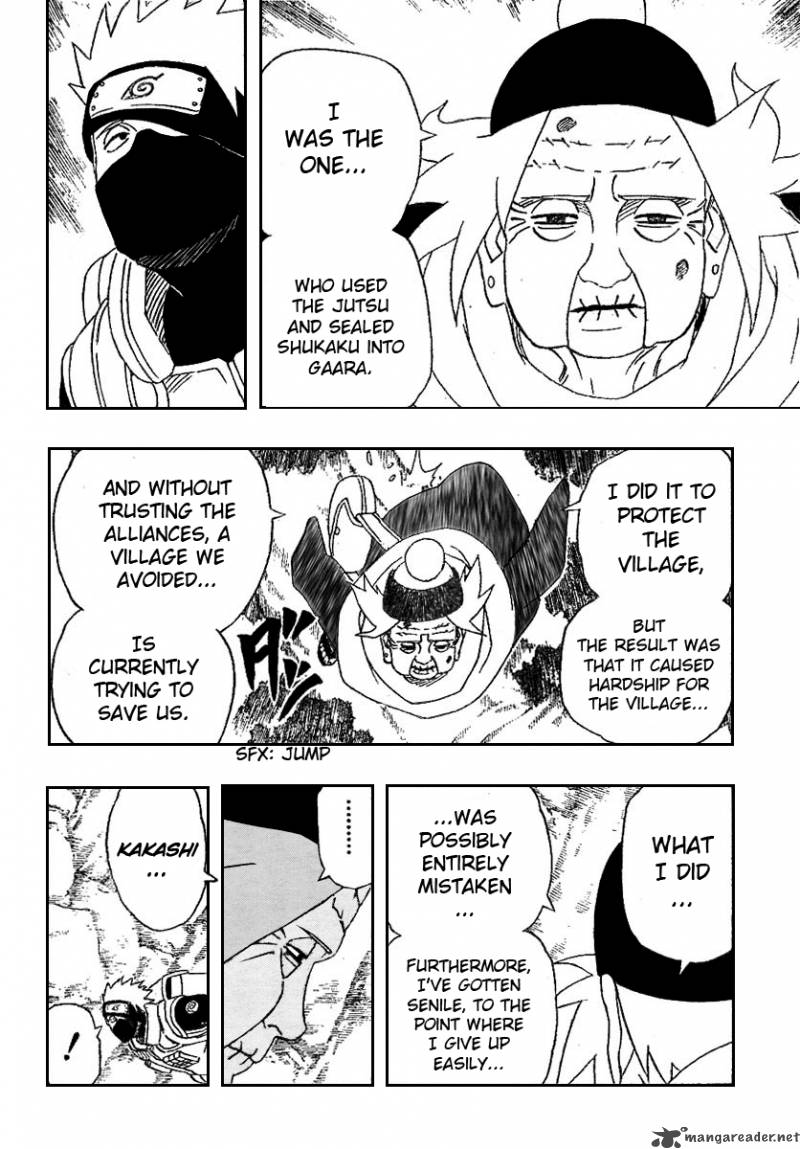 I
WAS THE
ONE...
WHO USED
THE JUTSU
AND SEALED
SHUKAKU INTO
GAARA.
I DID IT TO
PROTECT
THE
VILLAGE,
BUT
THE RESULT WAS
THAT IT CAUSED
HARDSHIP FOR
THE VILLAGE...
AND WITHOUT
TRUSTING THE
ALLIANCES, A
VILLAGE WE
AVOIDED...
IS
CURRENTLY
TRYING TO
SAVE US.
ダッ
SFX: JUMP
WHAT
I DID
...
...WAS
POSSIBLY
ENTIRELY
MISTAKEN
...
FURTHERMORE,
I'VE GOTTEN
SENILE, TO THE
POINT WHERE
I GIVE UP
EASILY...
.........
KAKASHI
...
!
mangareader.net